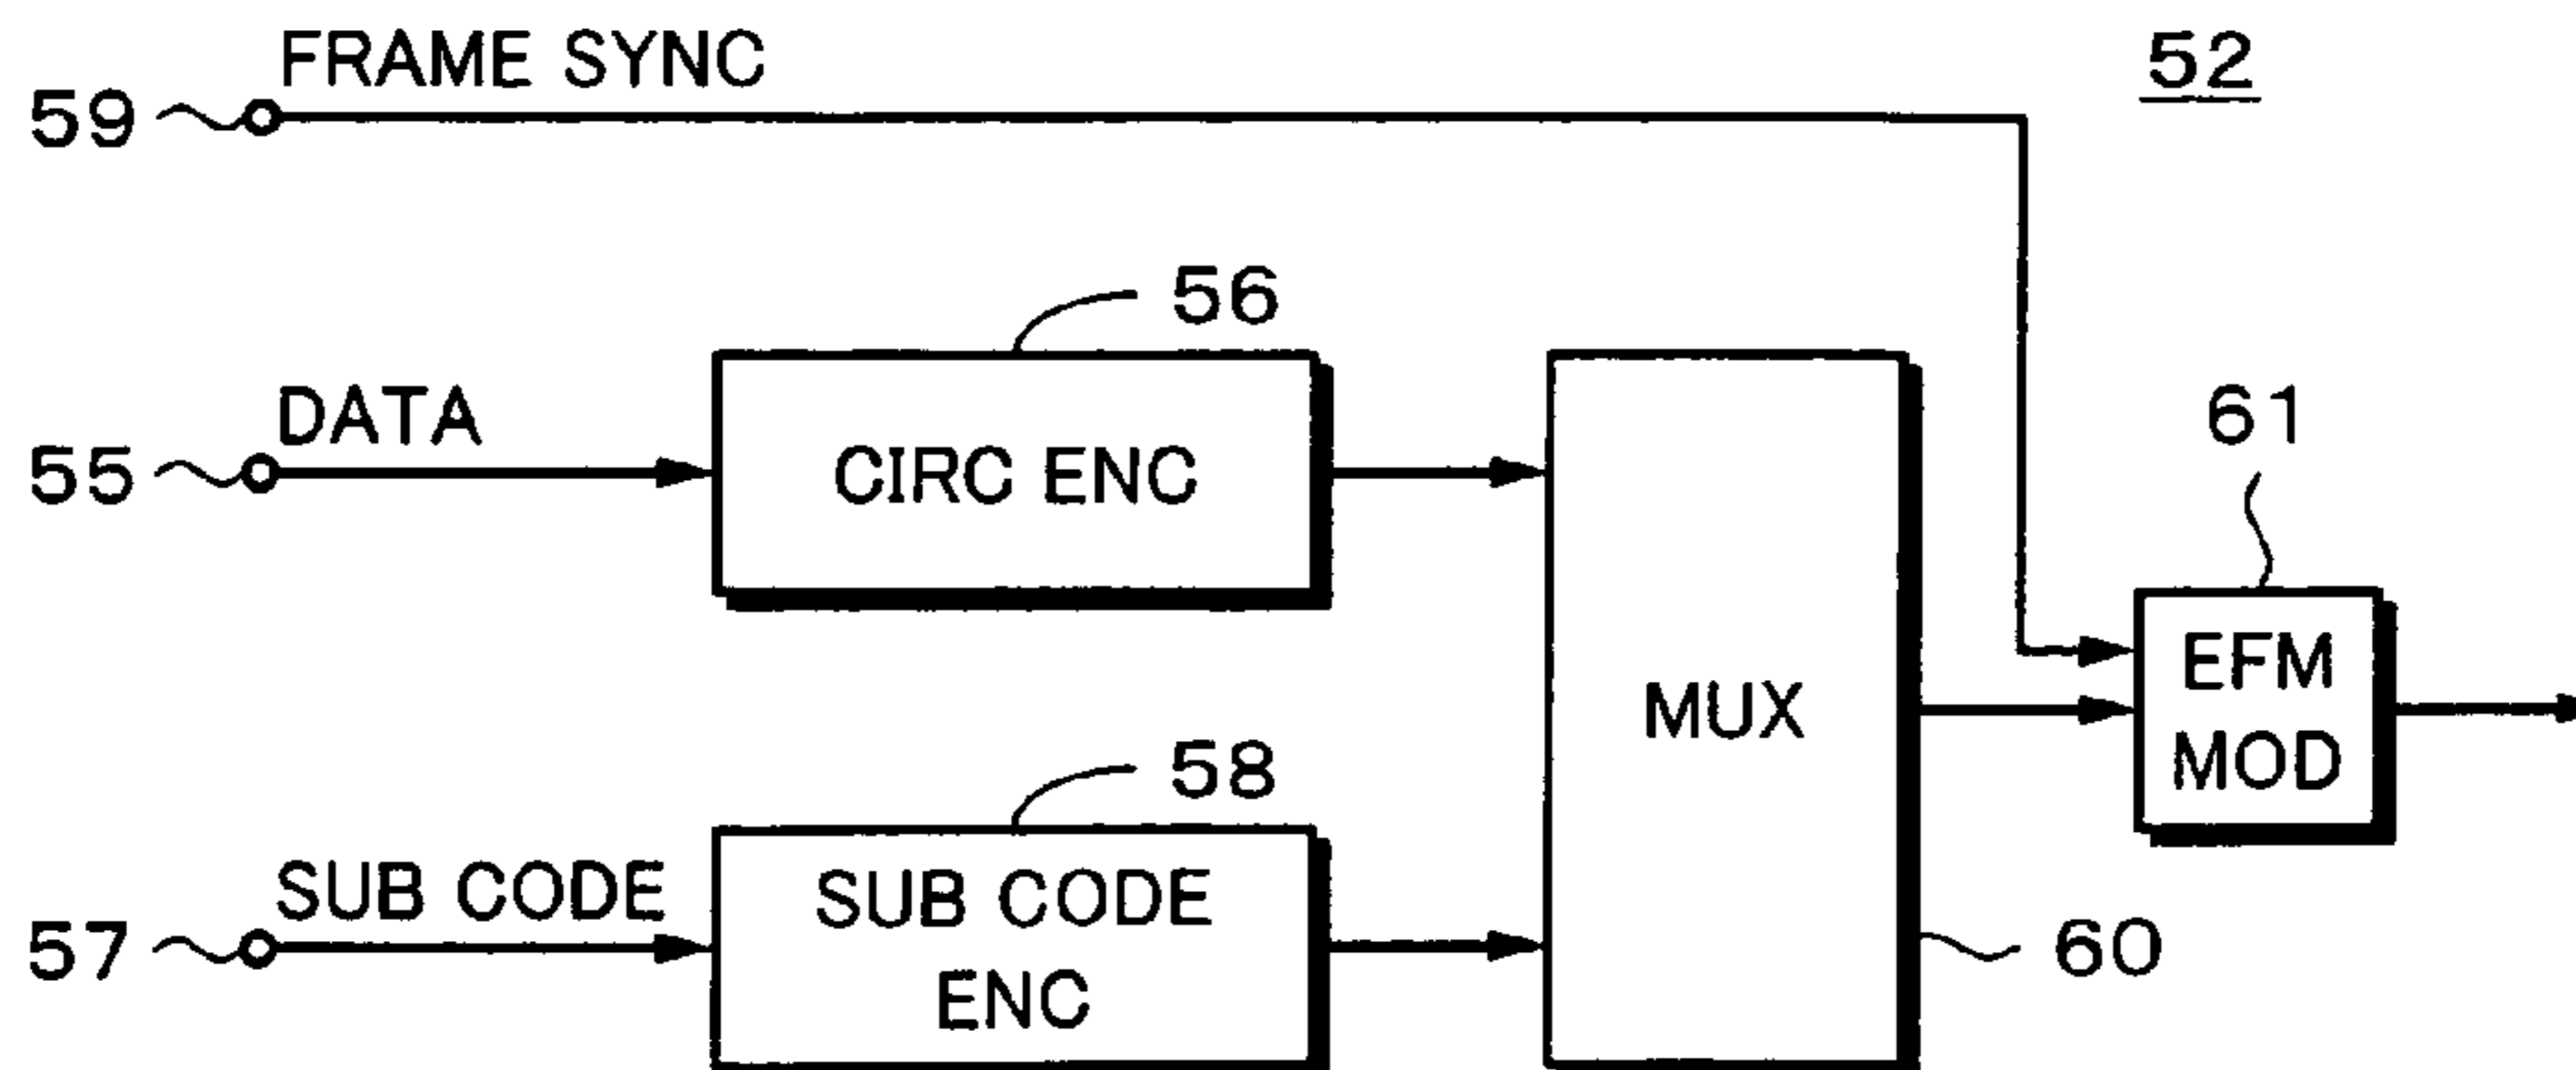 FRAME SYNC
52
59
56
DATA
61
55
CIRC ENC
EFM
MOD
MUX
58
SUB CODE
57
SUB CODE
ENC
60